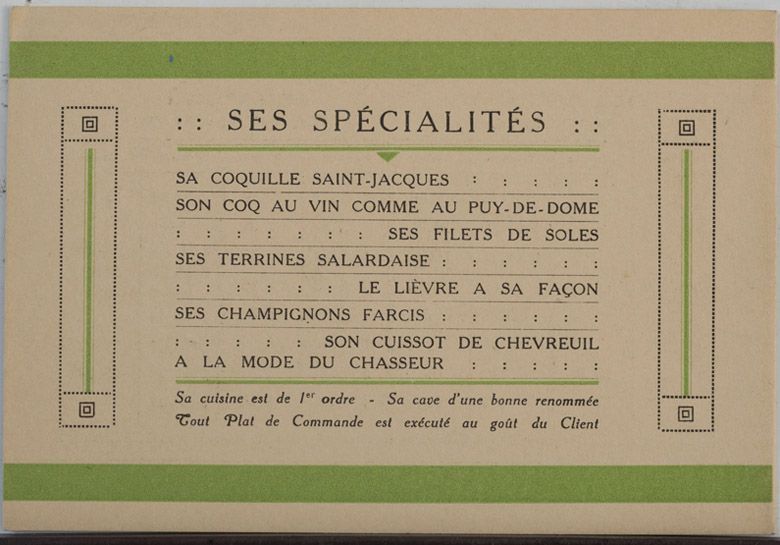 : : SES SPÉCIALITÉS : :
SA COQUILLE SAINT-JACQUES : : : : :
SON COQ AU VIN COMME AU PUY-DE-DOME
: : : : : : : SES FILETS DE SOLES
SES TERRINES SALARDAISE : : : : : :
: : : : : : LE LIÈVRE A SA FAÇON
SES CHAMPIGNONS FARCIS : : : : : :
: : : : : SON CUISSOT DE CHEVREUIL
A LA MODE DU CHASSEUR : : : : :
Sa cuisine est de 1er ordre - Sa cave d'une bonne renommée
Tout Plat de Commande est exécuté au goût du Client